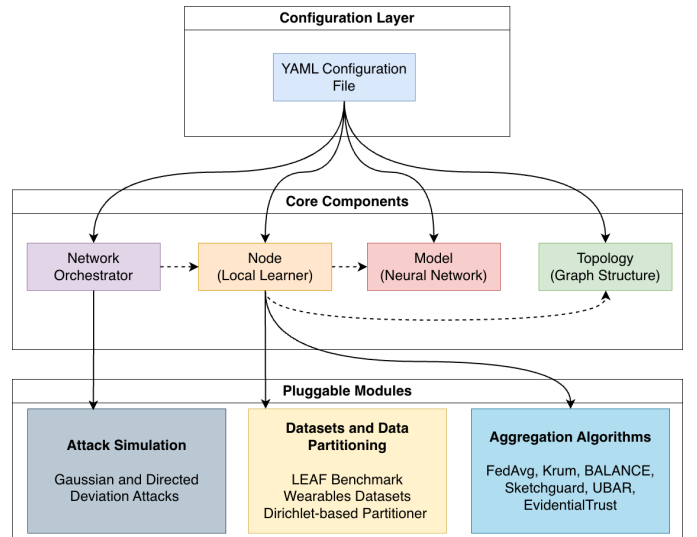 Configuration Layer
YAML Configuration
File
Core Components
Network
Orchestrator
Node
(Local Learner)
Model
(Neural Network)
Topology
(Graph Structure)
Pluggable Modules
Attack Simulation
Gaussian and Directed
Deviation Attacks
Datasets and Data
Partitioning
LEAF Benchmark
Wearables Datasets
Dirichlet-based Partitioner
Aggregation Algorithms
FedAvg, Krum, BALANCE,
Sketchguard, UBAR,
EvidentialTrust